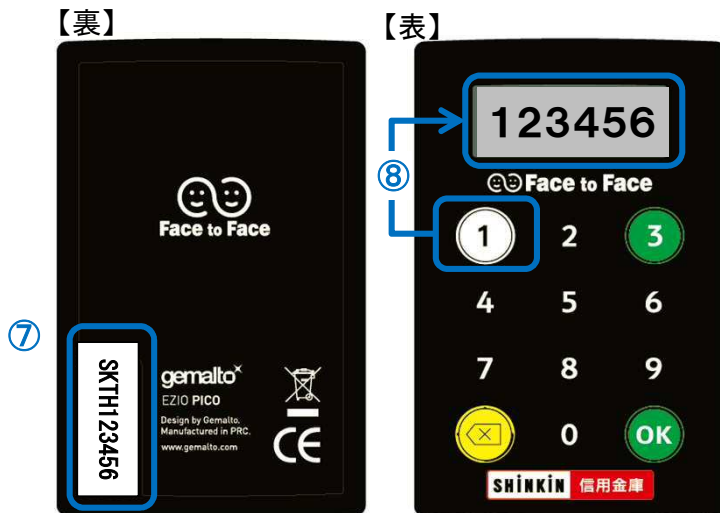 【裏】
【表】
Face to Face
⑦
SKTH123456
gemalto
EZIO PICO
Design by Gemalto.
Manufactured in PRC.
www.gemalto.com
CE
123456
⑧
Face to Face
1 2 3
4 5 6
7 8 9
0 OK
SHINKIN 信用金庫